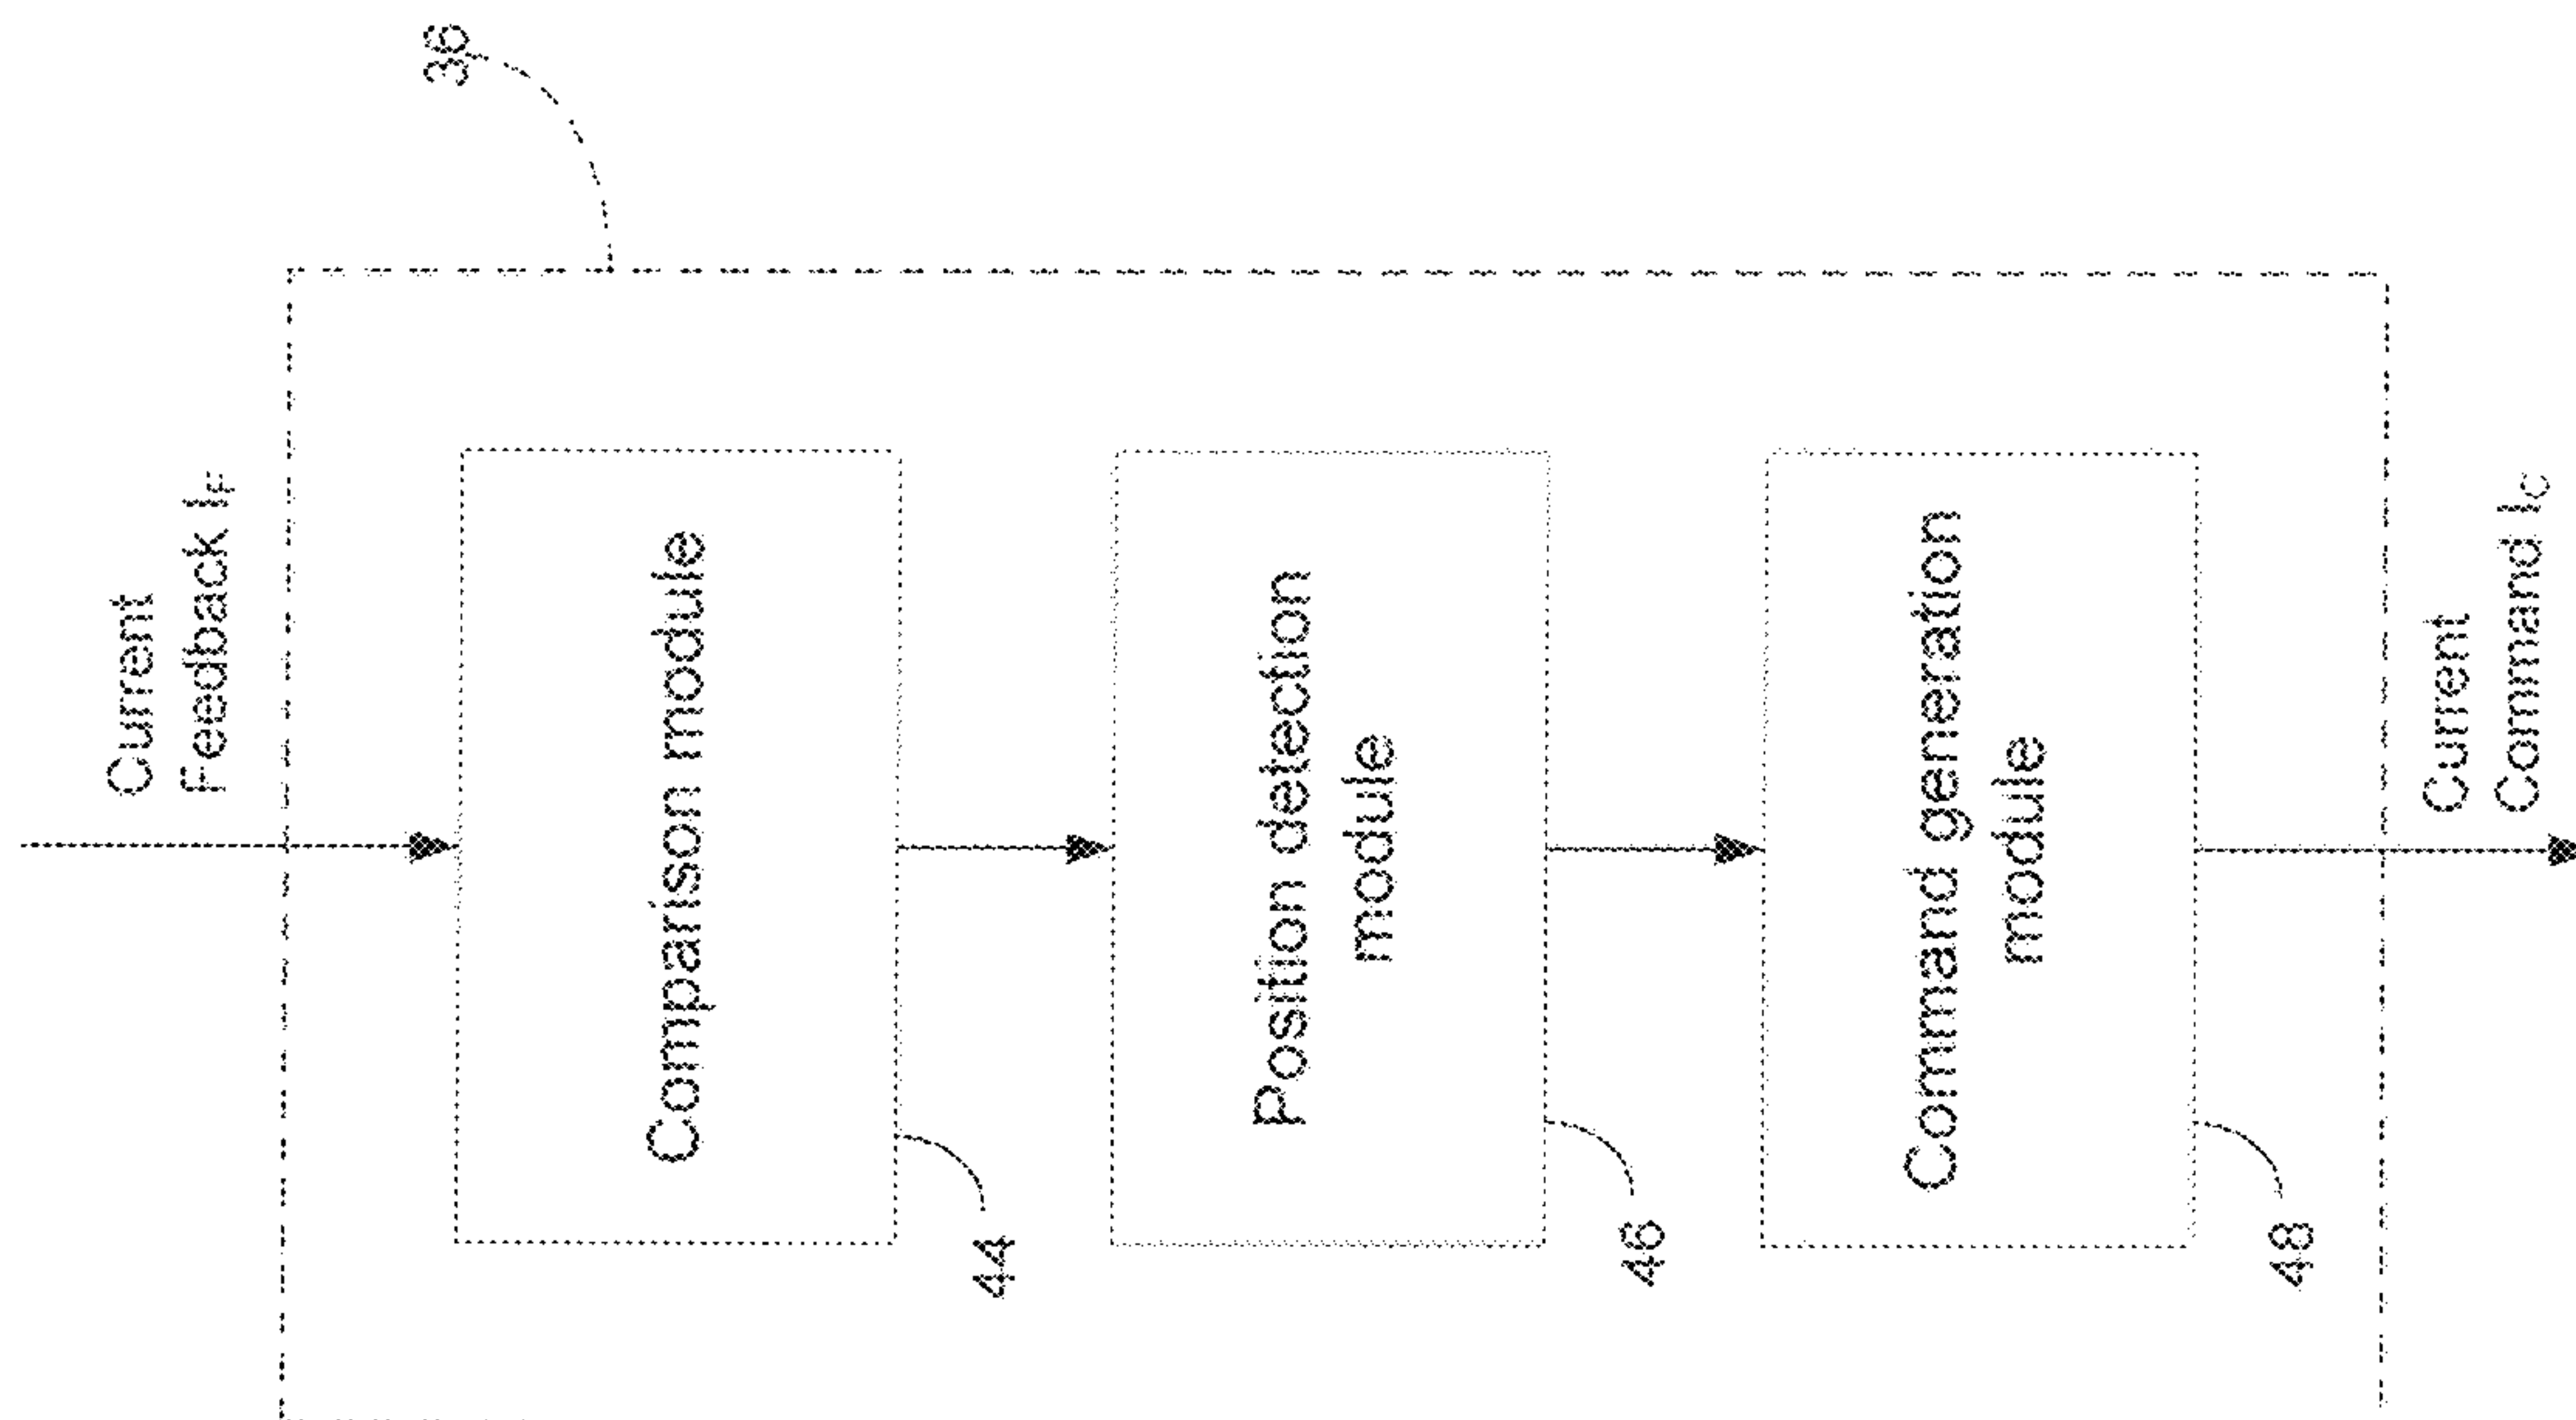 36
Current
Feedback IF
Comparison module
44
Position detection
module
46
Command generation
module
48
Current
Command IC